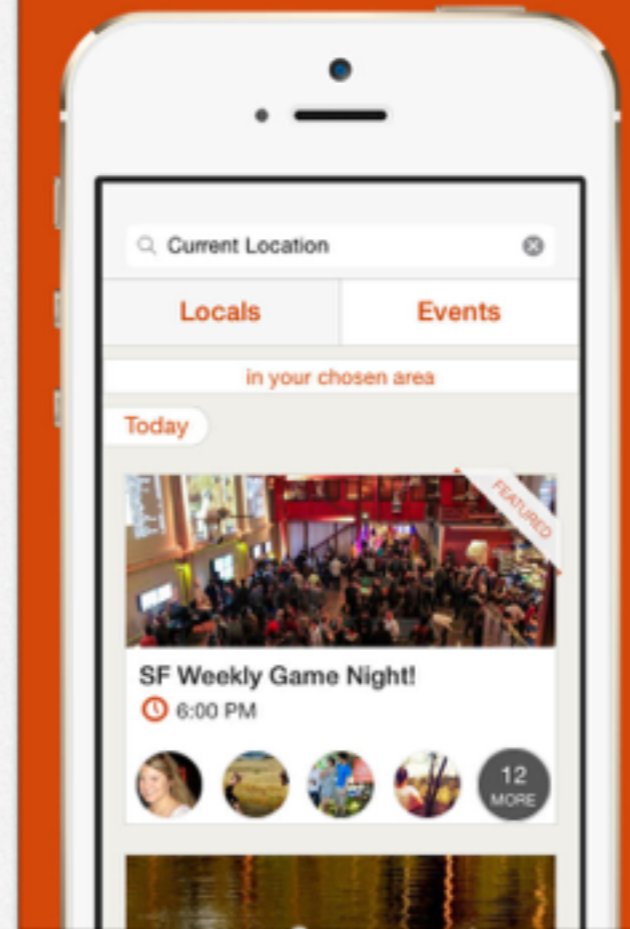 Current Location
Locals
Events
in your chosen area
Today
FEATURED
SF Weekly Game Night!
6:00 PM
12
MORE